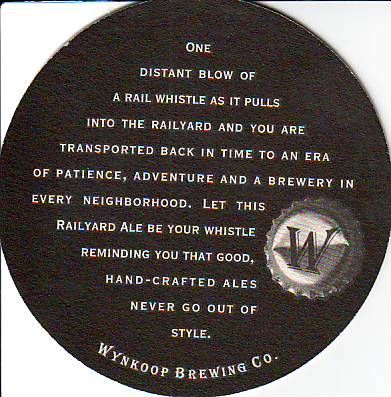 One
distant blow of
a rail whistle as it pulls
into the railyard and you are
transported back in time to an era
of patience, adventure and a brewery in
every neighborhood. Let this
Railyard Ale be your whistle
reminding you that good,
hand-crafted ales
never go out of
style.
W
Wynkoop Brewing Co.